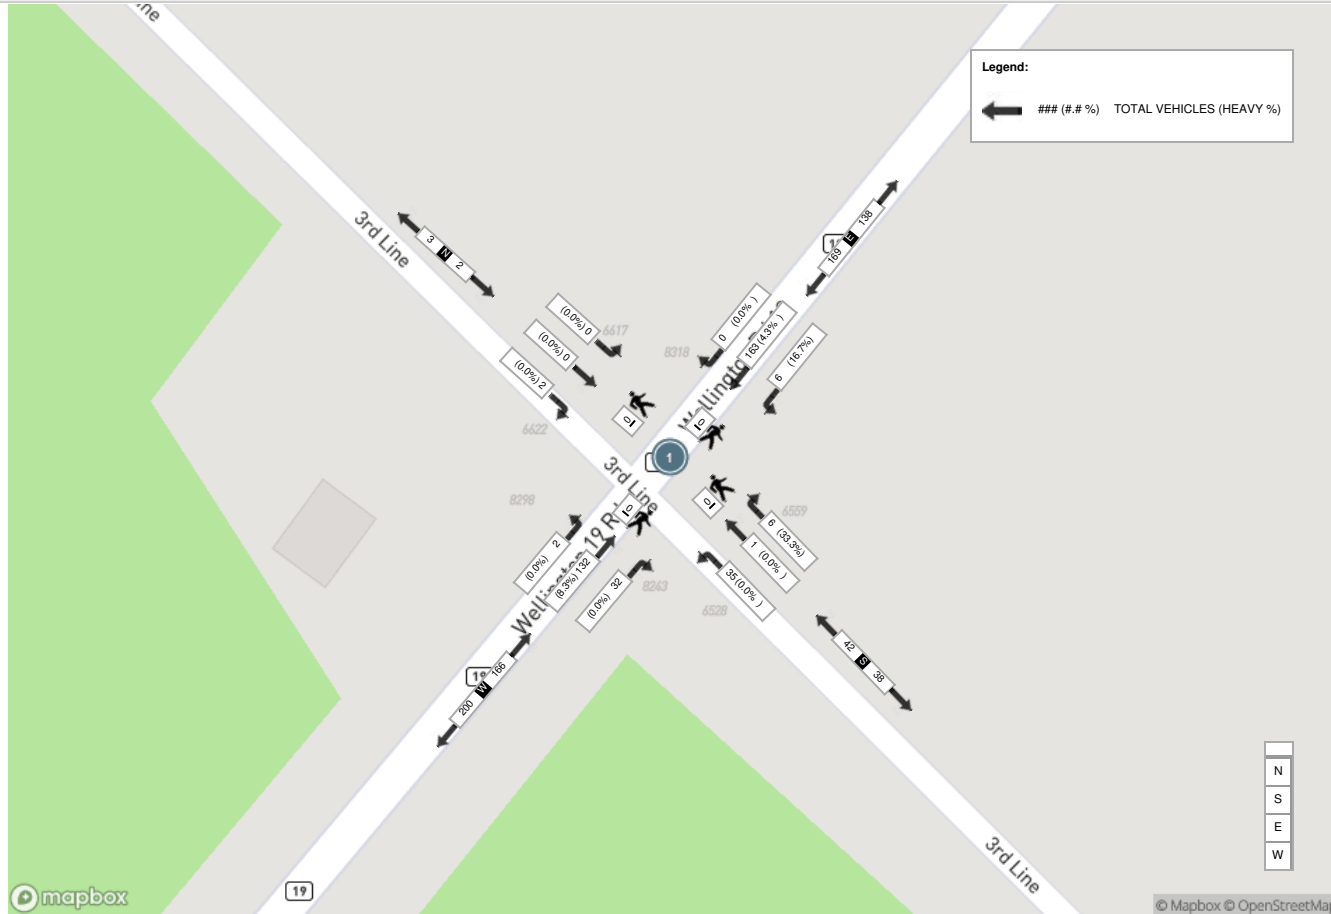 Legend:
### (#.# %) TOTAL VEHICLES (HEAVY %)
3rd Line
3 N 2
138 E 169
(0.0%) 0
(0.0%) 0
(0.0%) 2
6617
6622
8318
0 (0.0% )
163 (4.3% )
6 (16.7%)
0
0
1
3rd Line
0
0
8298
6559
6 (33.3%)
1 (0.0% )
35 (0.0% )
(0.0%) 2
(8.3%) 132
(0.0%) 32
8243
6528
42 S 38
200 W 166
N
S
E
W
3rd Line
19
mapbox
© Mapbox © OpenStreetMap